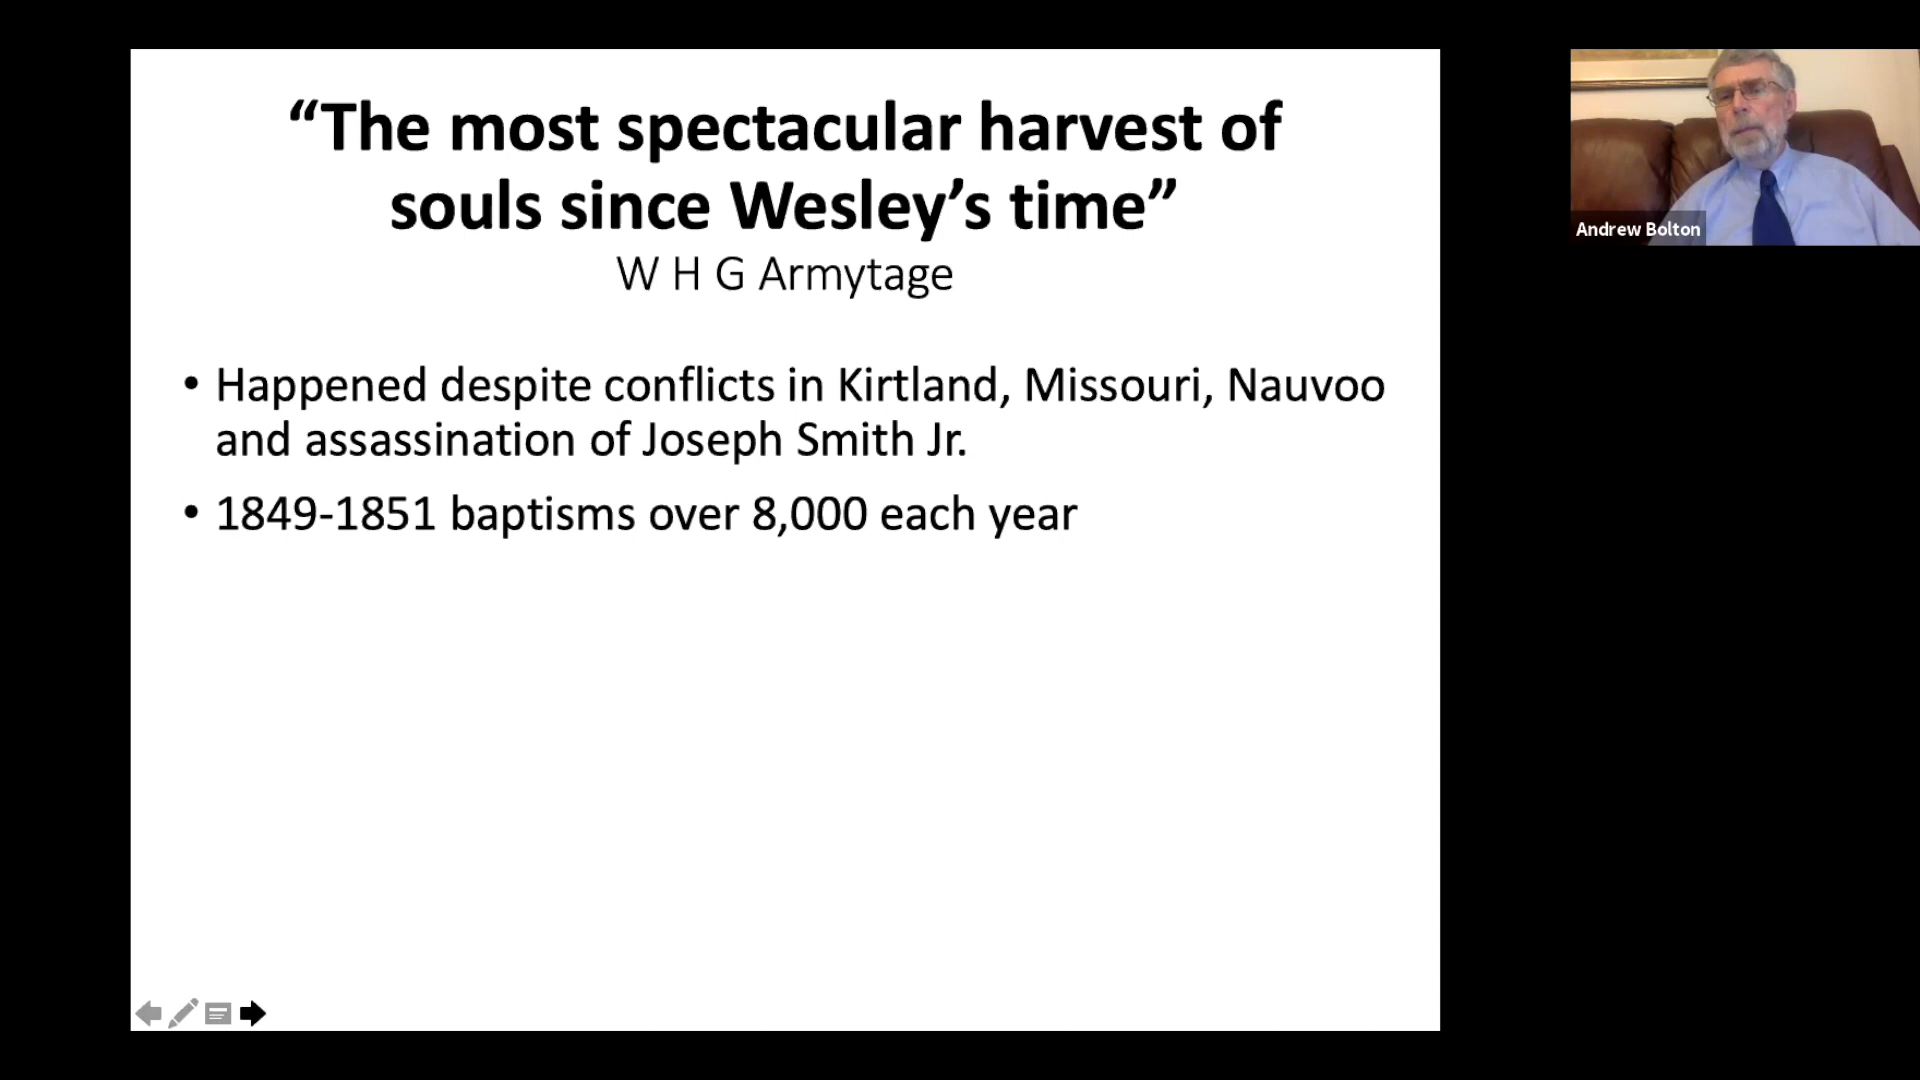 “The most spectacular harvest of
souls since Wesley’s time”
W H G Armytage
• Happened despite conflicts in Kirtland, Missouri, Nauvoo
and assassination of Joseph Smith Jr.
• 1849-1851 baptisms over 8,000 each year
Andrew Bolton